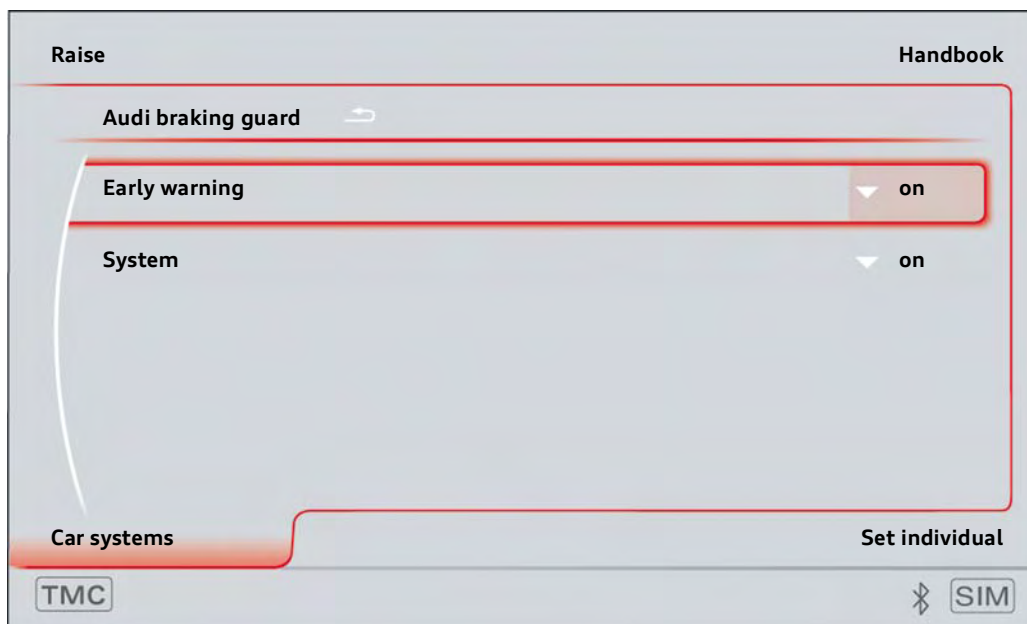 Raise Handbook
Audi braking guard
Early warning on
System on
Car systems Set individual
TMC SIM